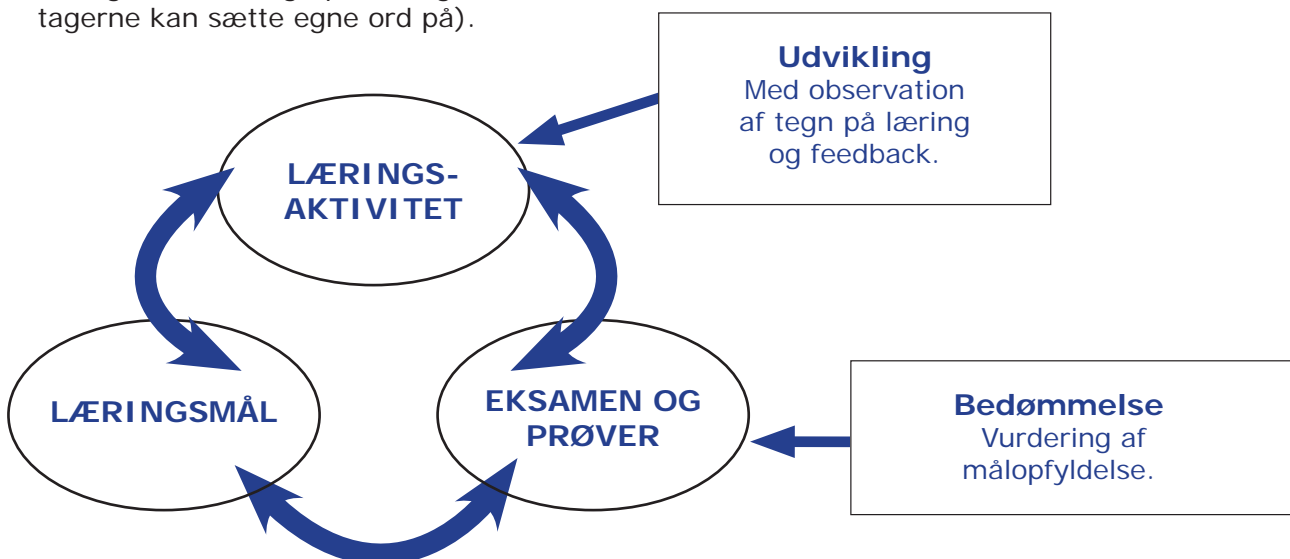 tagerne kan sætte egne ord på).
Udvikling
Med observation
af tegn på læring
og feedback.
LÆRINGS-
AKTIVITET
LÆRINGSMÅL
EKSAMEN OG
PRØVER
Bedømmelse
Vurdering af
målopfyldelse.